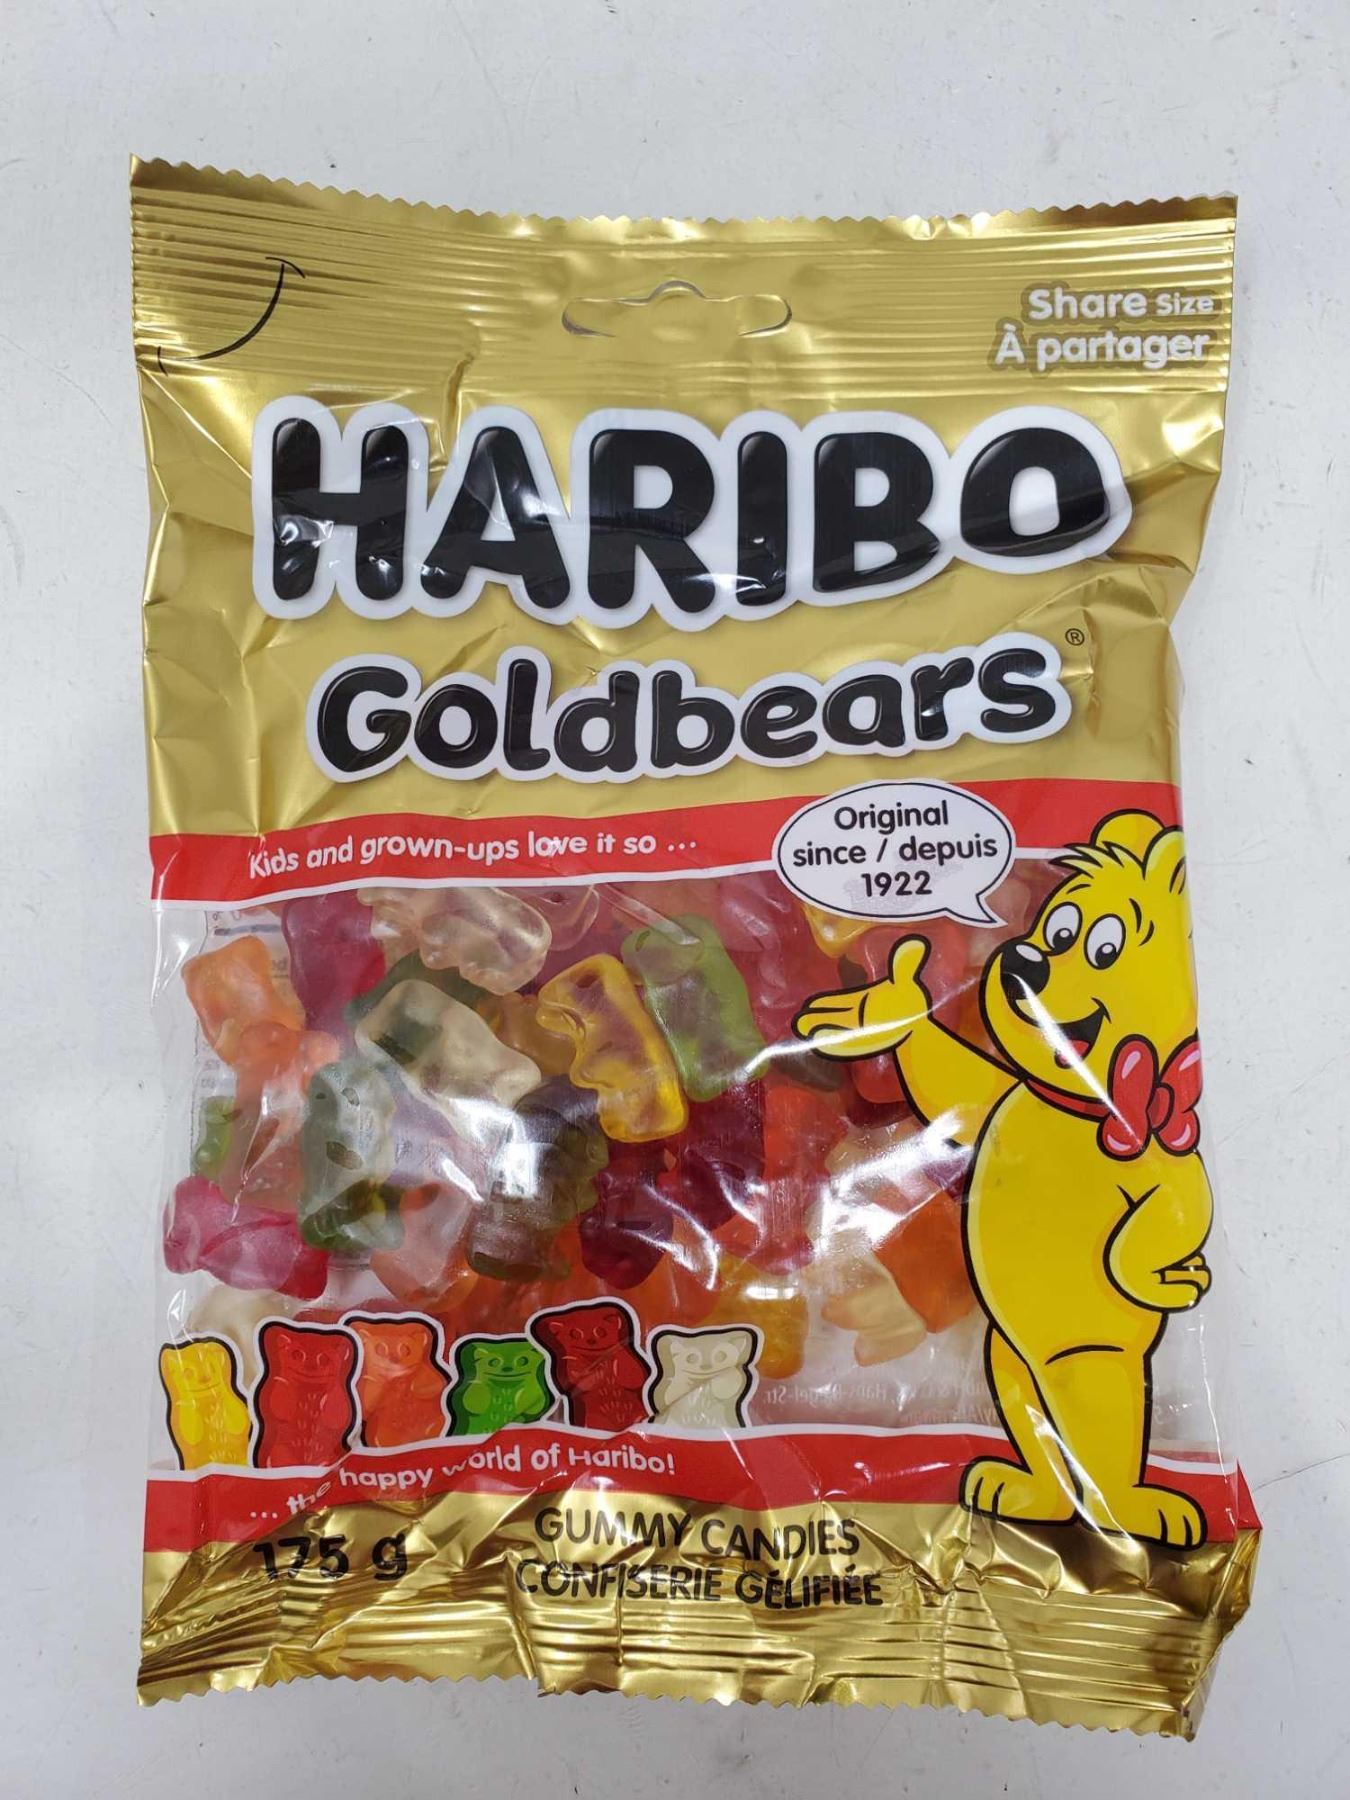 Share Size
À partager
HARIBO
Goldbears®
Kids and grown-ups love it so ...
Original
since / depuis
1922
... the happy world of Haribo!
175 g
GUMMY CANDIES
CONFISERIE GÉLIFIÉE